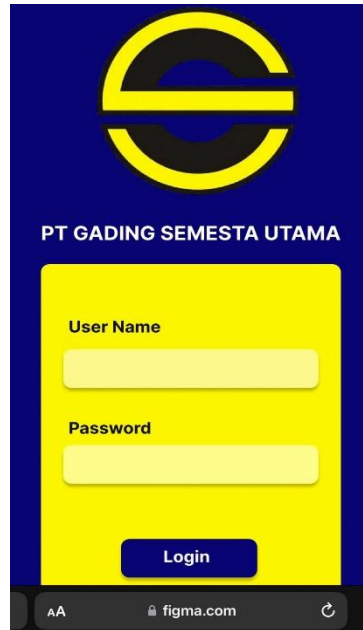 PT GADING SEMESTA UTAMA
User Name
Password
Login
AA figma.com